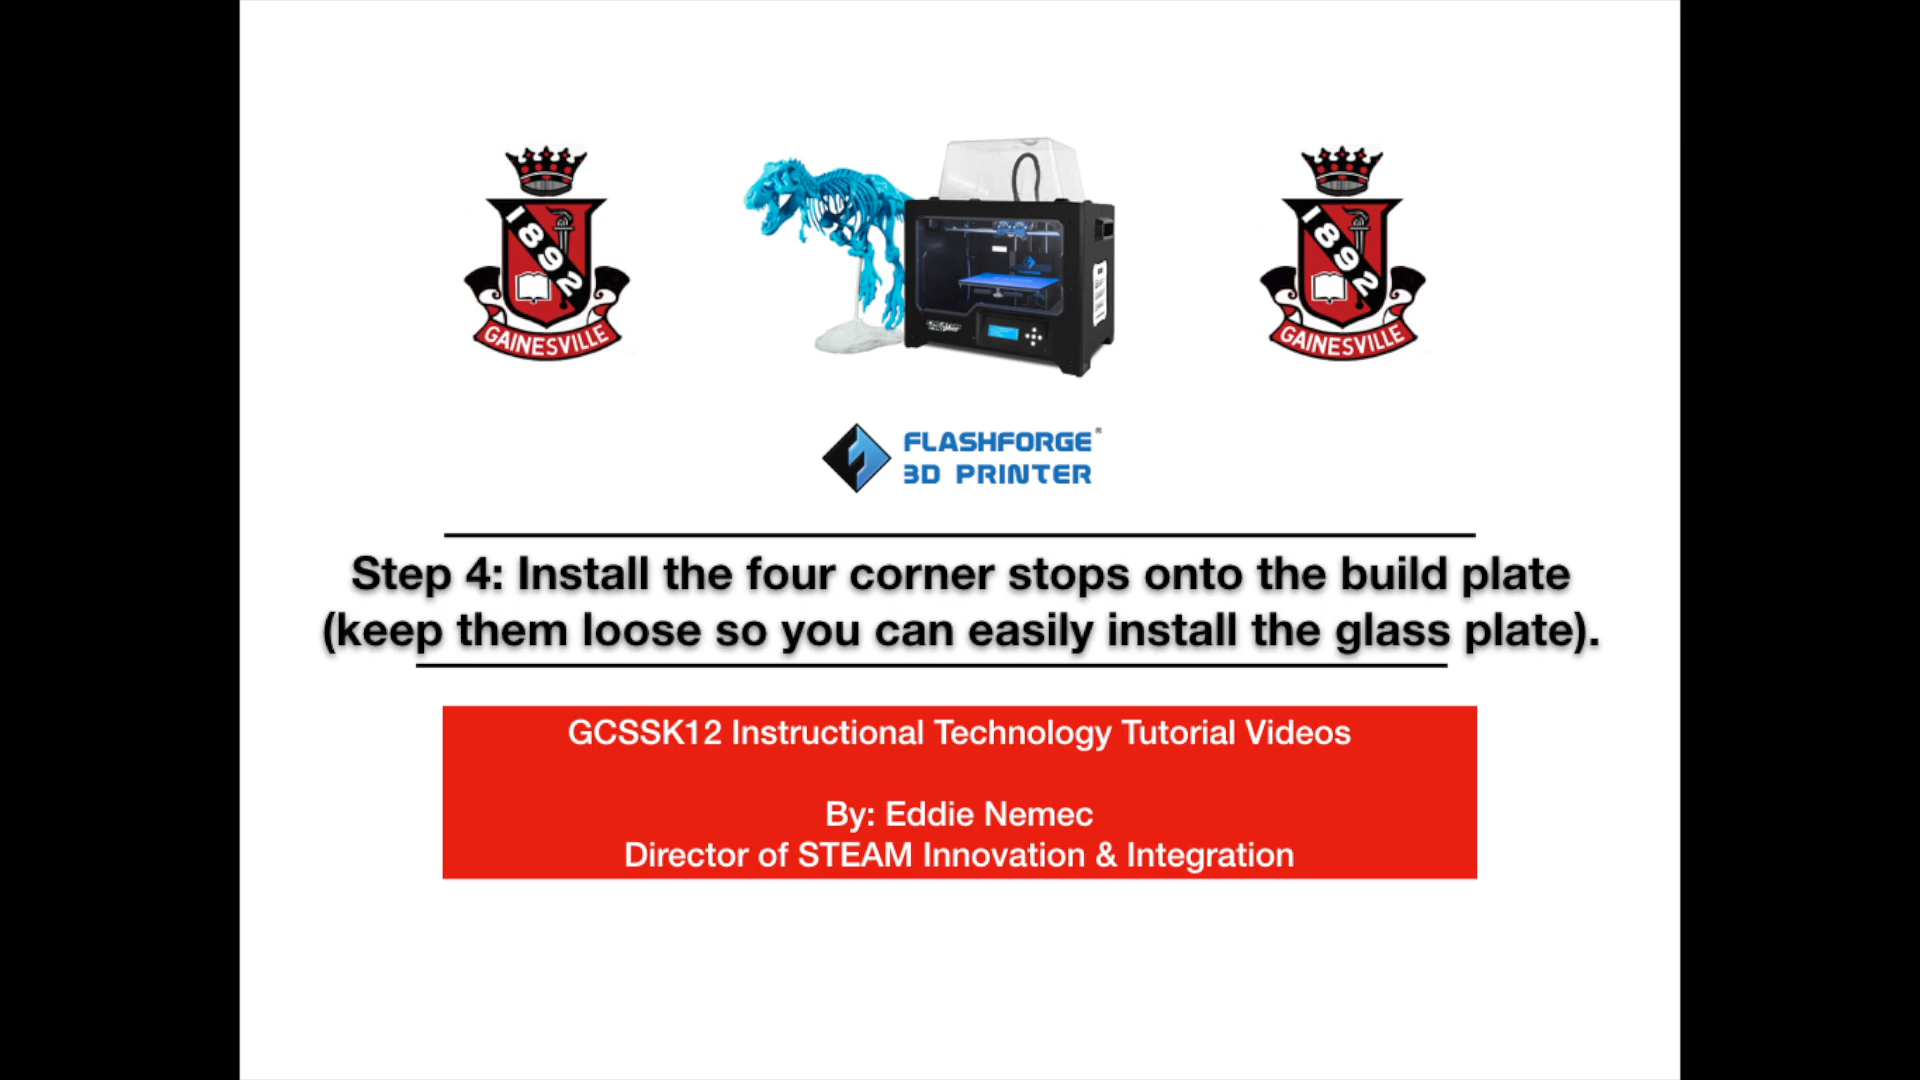 1892
GAINESVILLE
1892
GAINESVILLE
FLASHFORGE®
3D PRINTER
Step 4: Install the four corner stops onto the build plate
(keep them loose so you can easily install the glass plate).
GCSSK12 Instructional Technology Tutorial Videos
By: Eddie Nemec
Director of STEAM Innovation & Integration